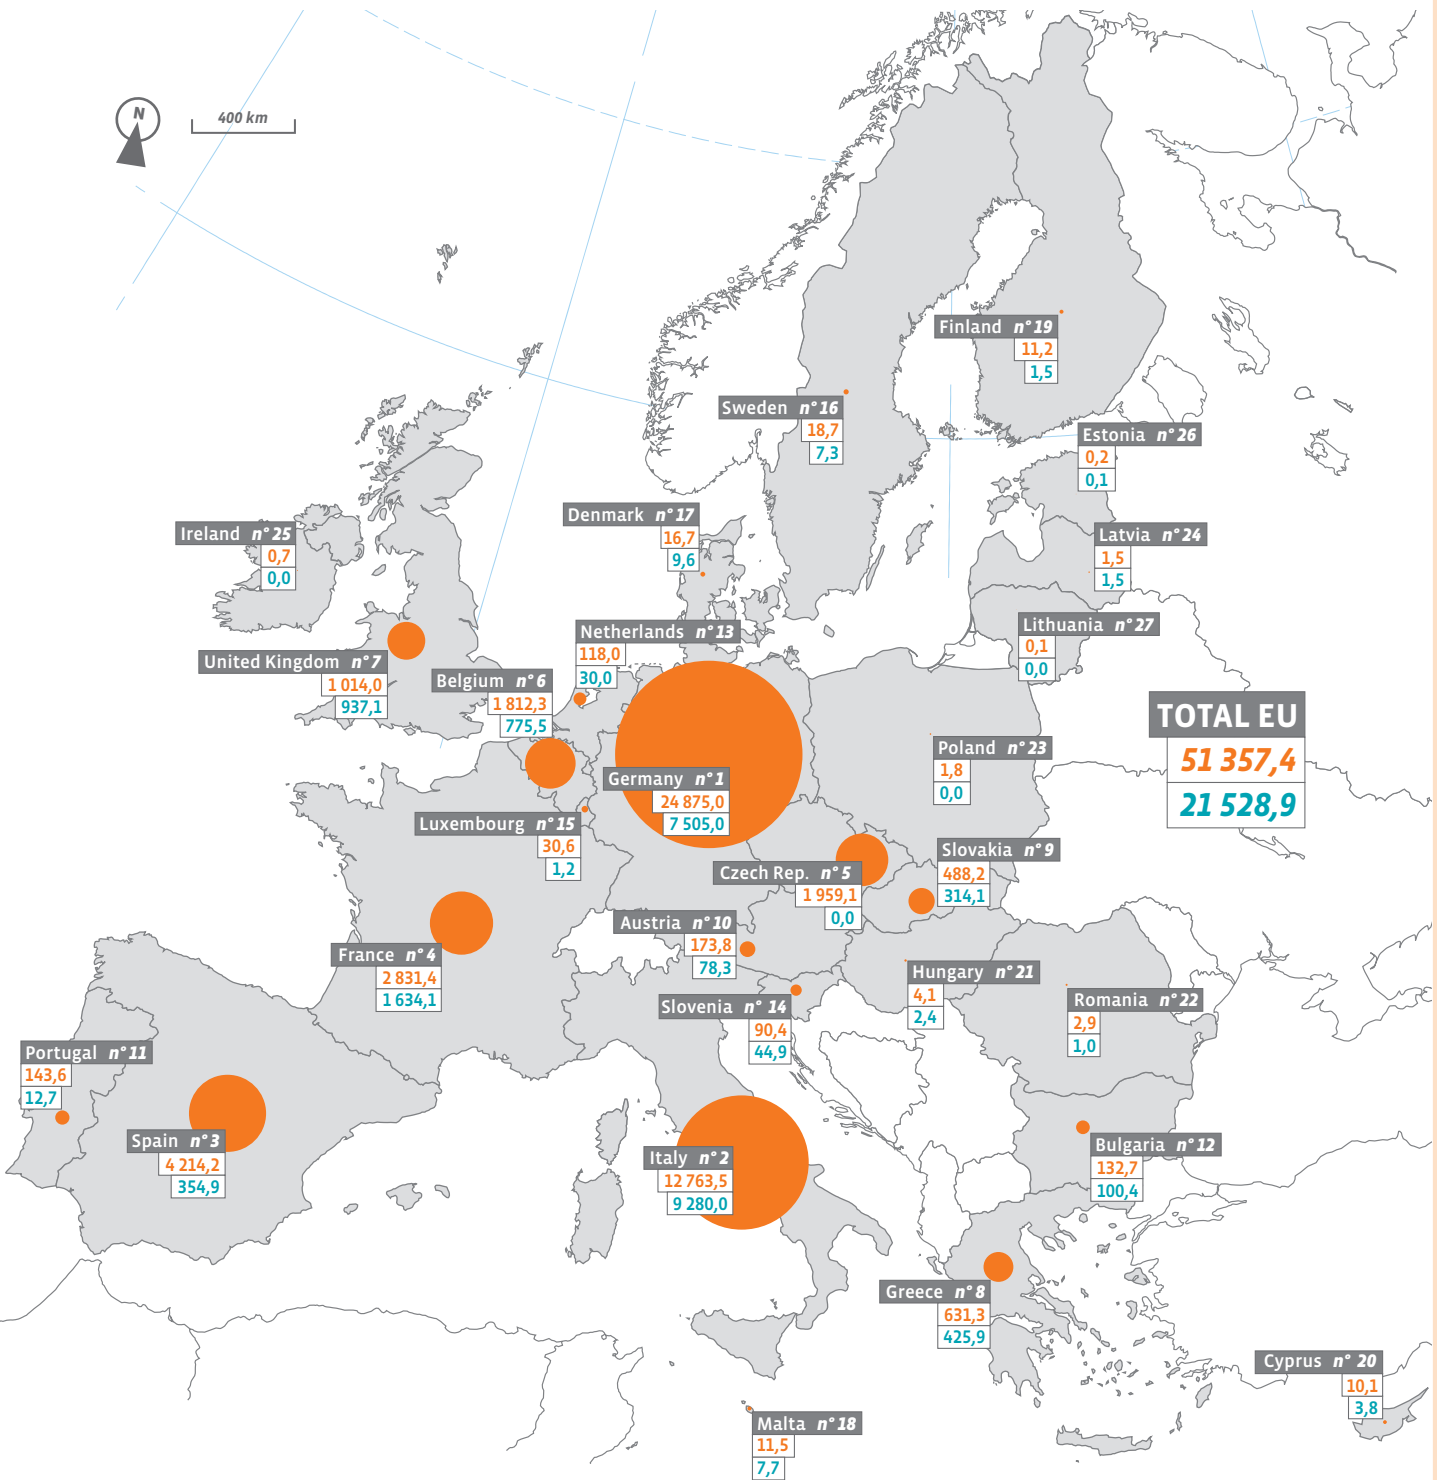 N
400 km
Finland n° 19
11,2
1,5
Sweden n° 16
18,7
7,3
Estonia n° 26
0,2
0,1
Denmark n° 17
16,7
9,6
Ireland n° 25
0,7
0,0
Latvia n° 24
1,5
1,5
Lithuania n° 27
0,1
0,0
Netherlands n° 13
118,0
30,0
United Kingdom n° 7
1 014,0
937,1
Belgium n° 6
1 812,3
775,5
TOTAL EU
51 357,4
21 528,9
Poland n° 23
1,8
0,0
Germany n° 1
24 875,0
7 505,0
Luxembourg n° 15
30,6
1,2
Slovakia n° 9
488,2
314,1
Czech Rep. n° 5
1 959,1
0,0
Austria n° 10
173,8
78,3
France n° 4
2 831,4
1 634,1
Hungary n° 21
4,1
2,4
Romania n° 22
2,9
1,0
Slovenia n° 14
90,4
44,9
Portugal n° 11
143,6
12,7
Spain n° 3
4 214,2
354,9
Italy n° 2
12 763,5
9 280,0
Bulgaria n° 12
132,7
100,4
Greece n° 8
631,3
425,9
Cyprus n° 20
10,1
3,8
Malta n° 18
11,5
7,7